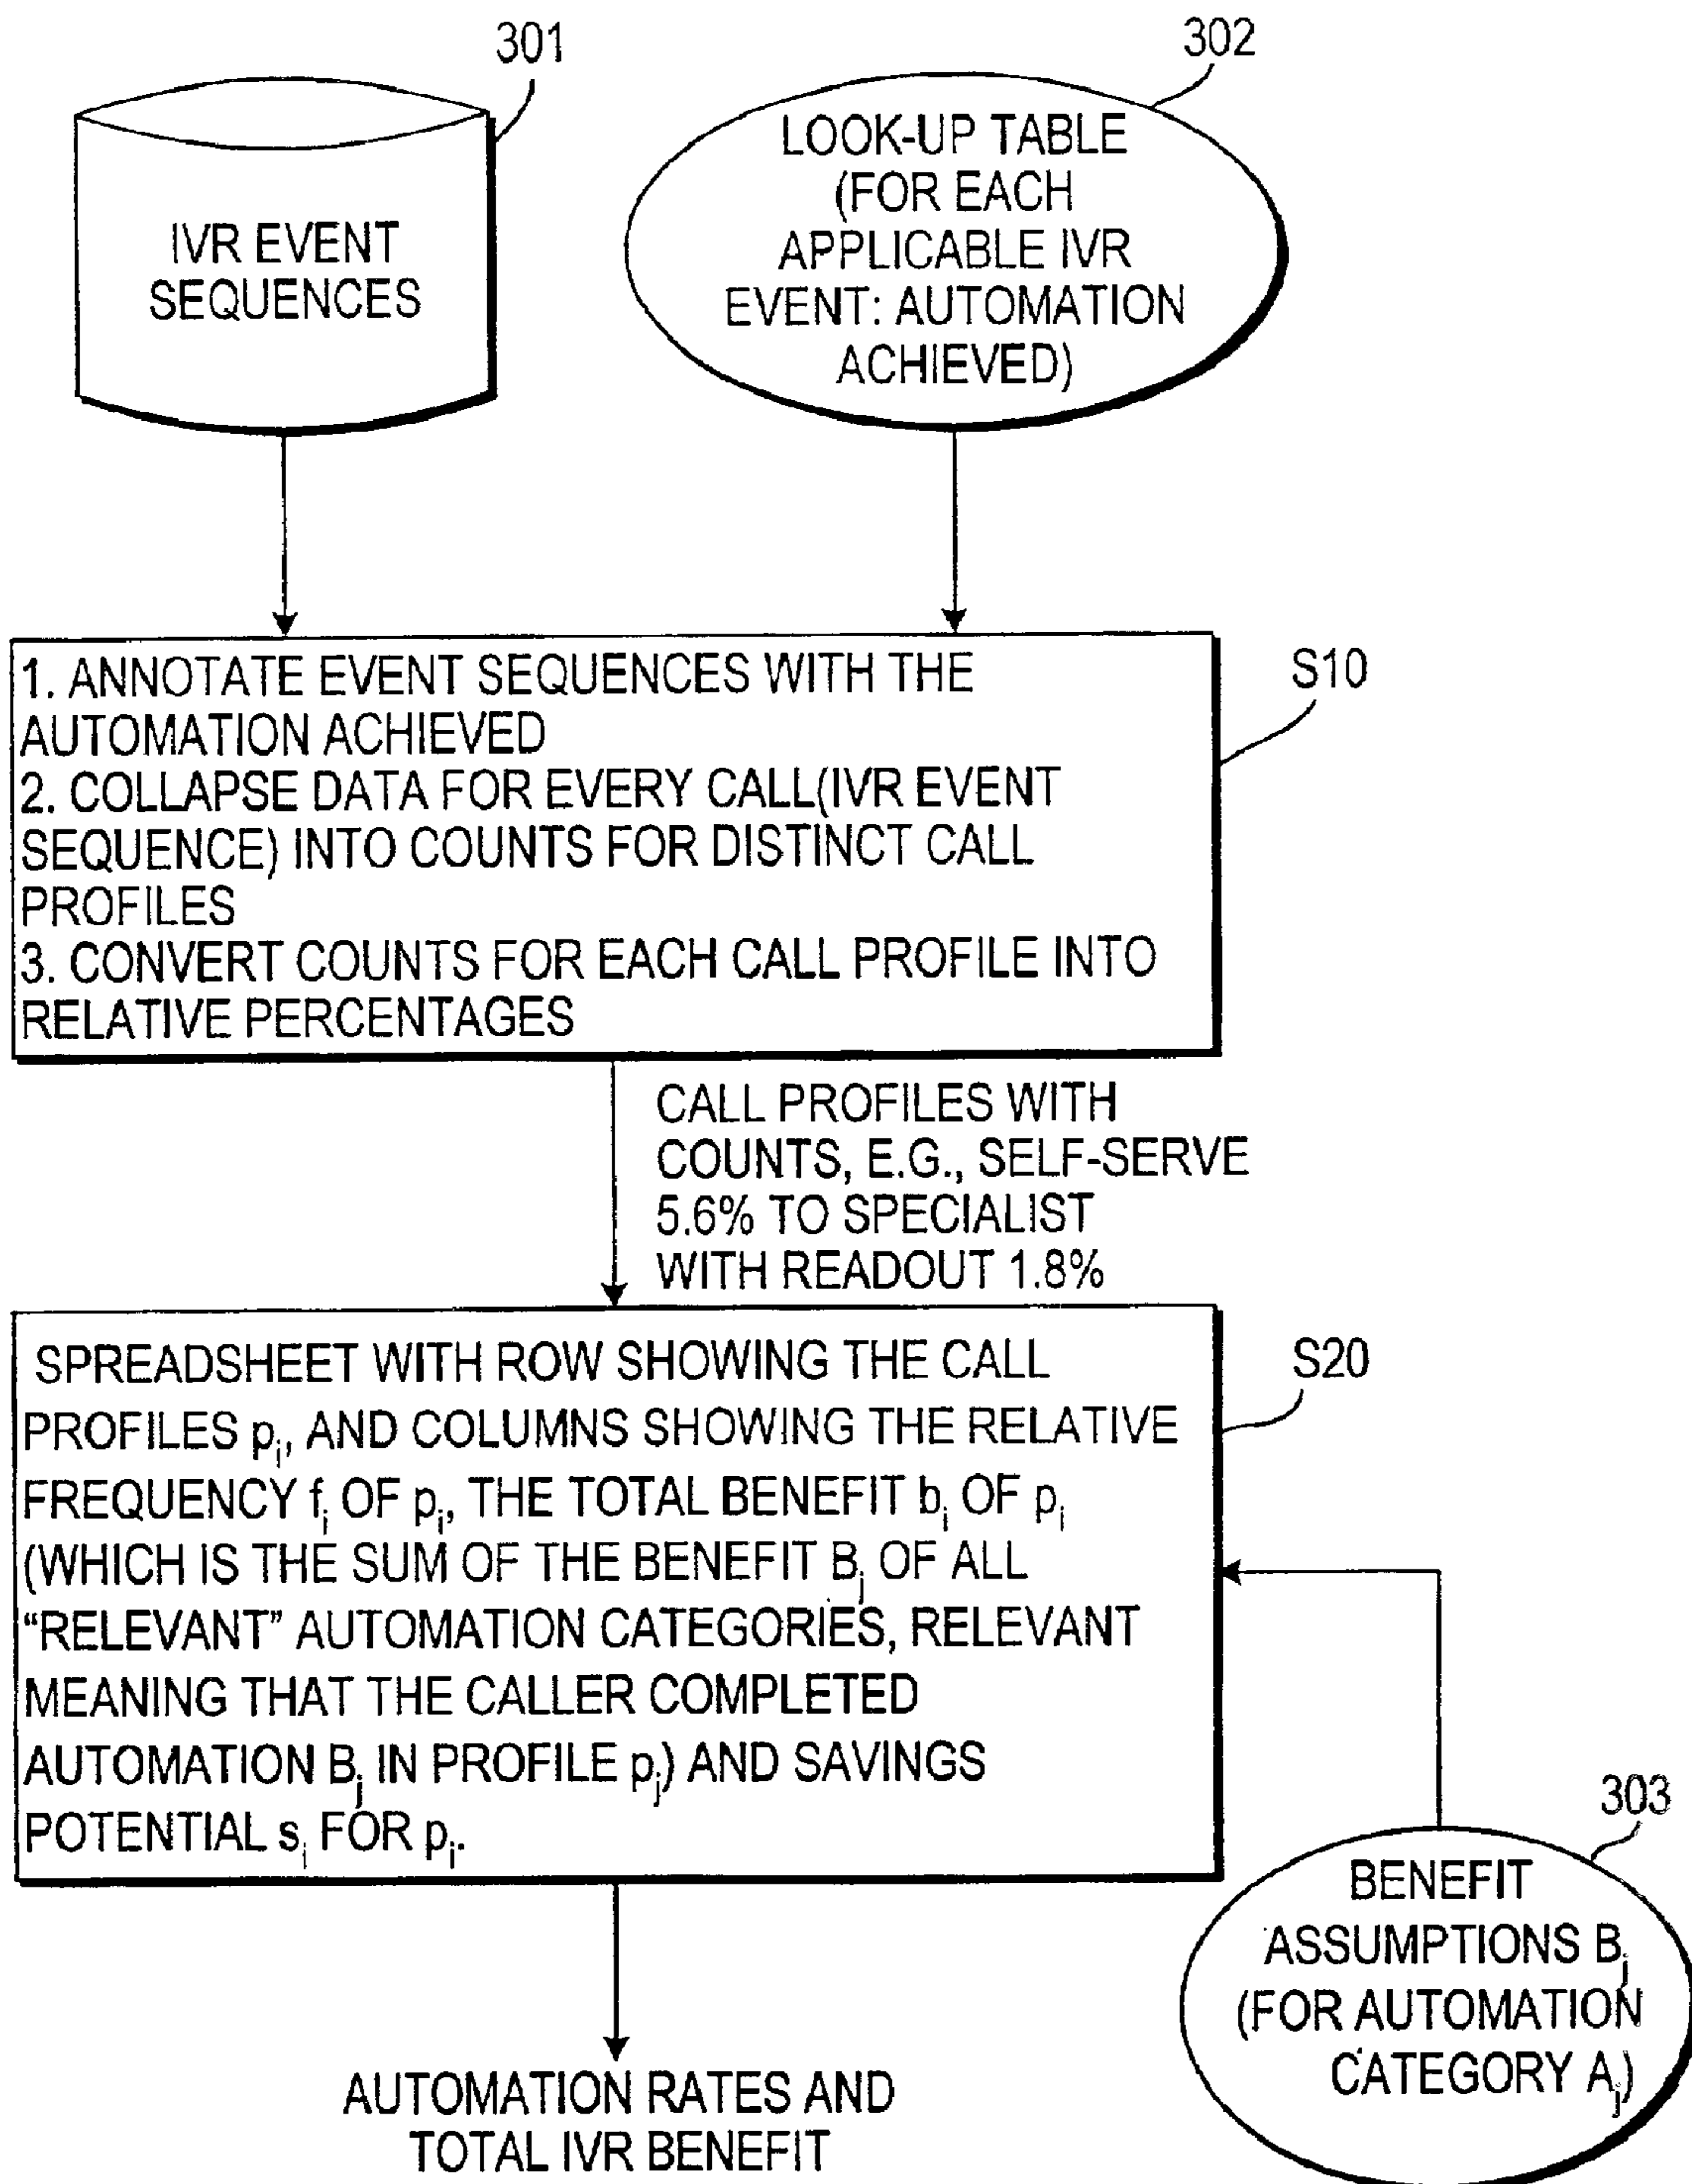 301
302
IVR EVENT
SEQUENCES
LOOK-UP TABLE
(FOR EACH
APPLICABLE IVR
EVENT: AUTOMATION
ACHIEVED)
1. ANNOTATE EVENT SEQUENCES WITH THE
AUTOMATION ACHIEVED
2. COLLAPSE DATA FOR EVERY CALL(IVR EVENT
SEQUENCE) INTO COUNTS FOR DISTINCT CALL
PROFILES
3. CONVERT COUNTS FOR EACH CALL PROFILE INTO
RELATIVE PERCENTAGES
S10
CALL PROFILES WITH
COUNTS, E.G., SELF-SERVE
5.6% TO SPECIALIST
WITH READOUT 1.8%
SPREADSHEET WITH ROW SHOWING THE CALL
PROFILES pᵢ, AND COLUMNS SHOWING THE RELATIVE
FREQUENCY fᵢ OF pᵢ, THE TOTAL BENEFIT bᵢ OF pᵢ
(WHICH IS THE SUM OF THE BENEFIT Bⱼ OF ALL
“RELEVANT” AUTOMATION CATEGORIES, RELEVANT
MEANING THAT THE CALLER COMPLETED
AUTOMATION Bⱼ IN PROFILE pⱼ) AND SAVINGS
POTENTIAL sᵢ FOR pᵢ.
S20
303
BENEFIT
ASSUMPTIONS Bⱼ
(FOR AUTOMATION
CATEGORY Aⱼ)
AUTOMATION RATES AND
TOTAL IVR BENEFIT